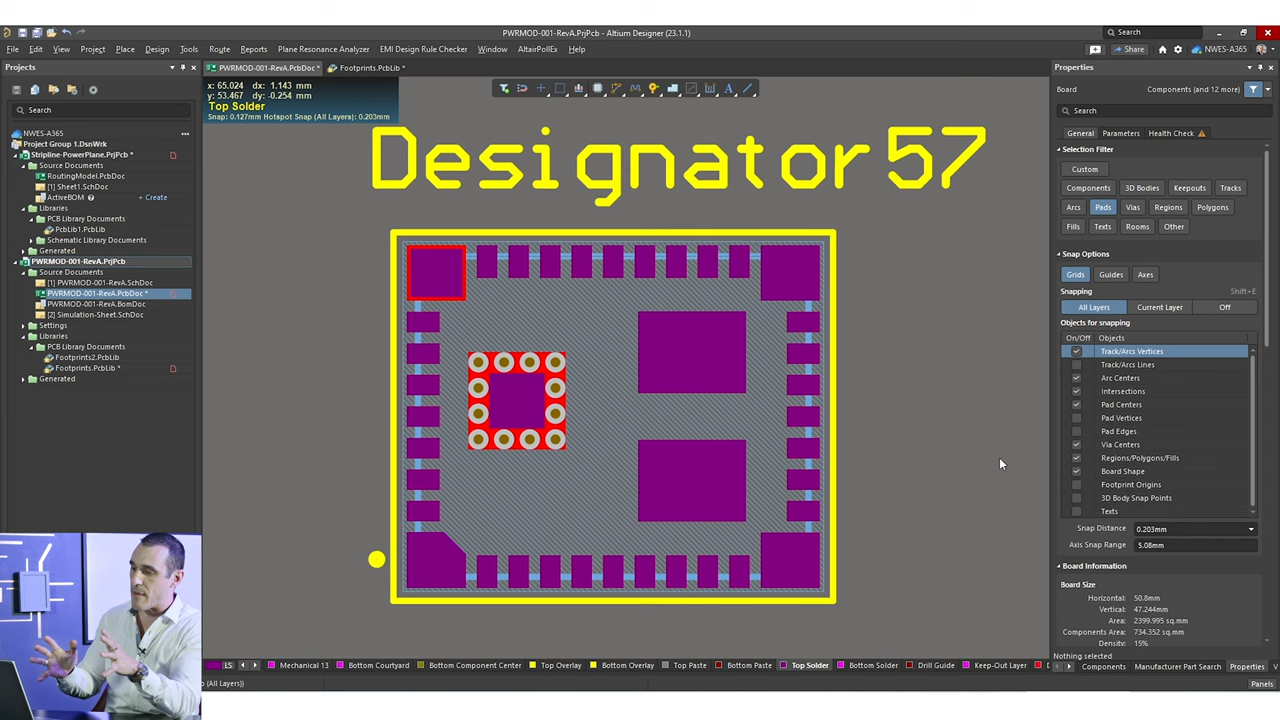 PWRMOD-001-RevA.PrjPcb - Altium Designer (23.1.1)
Search
File Edit View Project Place Design Tools Route Reports Plane Resonance Analyzer EMI Design Rule Checker Window AltairPollEx Help
Share NWES-A365
Projects
PWRMOD-001-RevA.PcbDoc * Footprints.PcbLib *
Properties
x: 65.024 dx: 1.143 mm
y: 53.467 dy: -0.254 mm
Top Solder
Snap: 0.127mm Hotspot Snap (All Layers): 0.203mm
Board Components (and 12 more)
Search
Search
NWES-A365
Project Group 1.DsnWrk
Stripline-PowerPlane.PrjPcb *
Source Documents
RoutingModel.PcbDoc
[1] Sheet1.SchDoc
ActiveBOM + Create
Libraries
PCB Library Documents
PcbLib1.PcbLib
Schematic Library Documents
Generated
PWRMOD-001-RevA.PrjPcb
Source Documents
[1] PWRMOD-001-RevA.SchDoc
PWRMOD-001-RevA.PcbDoc *
PWRMOD-001-RevA.BomDoc
[2] Simulation-Sheet.SchDoc
Settings
Libraries
PCB Library Documents
Footprints2.PcbLib
Footprints.PcbLib *
Generated
Designator57
General Parameters Health Check
Selection Filter
Custom
Components 3D Bodies Keepouts Tracks
Arcs Pads Vias Regions Polygons
Fills Texts Rooms Other
Snap Options
Grids Guides Axes
Snapping Shift+E
All Layers Current Layer Off
Objects for snapping
On/Off Objects
Track/Arcs Vertices
Track/Arcs Lines
Arc Centers
Intersections
Pad Centers
Pad Vertices
Pad Edges
Via Centers
Regions/Polygons/Fills
Board Shape
Footprint Origins
3D Body Snap Points
Texts
Snap Distance 0.203mm
Axis Snap Range 5.08mm
Board Information
Board Size
Horizontal: 50.8mm
Vertical: 47.244mm
Area: 2399.995 sq.mm
Components Area: 734.352 sq.mm
Density: 15%
Nothing selected
LS Mechanical 13 Bottom Courtyard Bottom Component Center Top Overlay Bottom Overlay Top Paste Bottom Paste Top Solder Bottom Solder Drill Guide Keep-Out Layer
Components Manufacturer Part Search Properties
(All Layers)
Panels